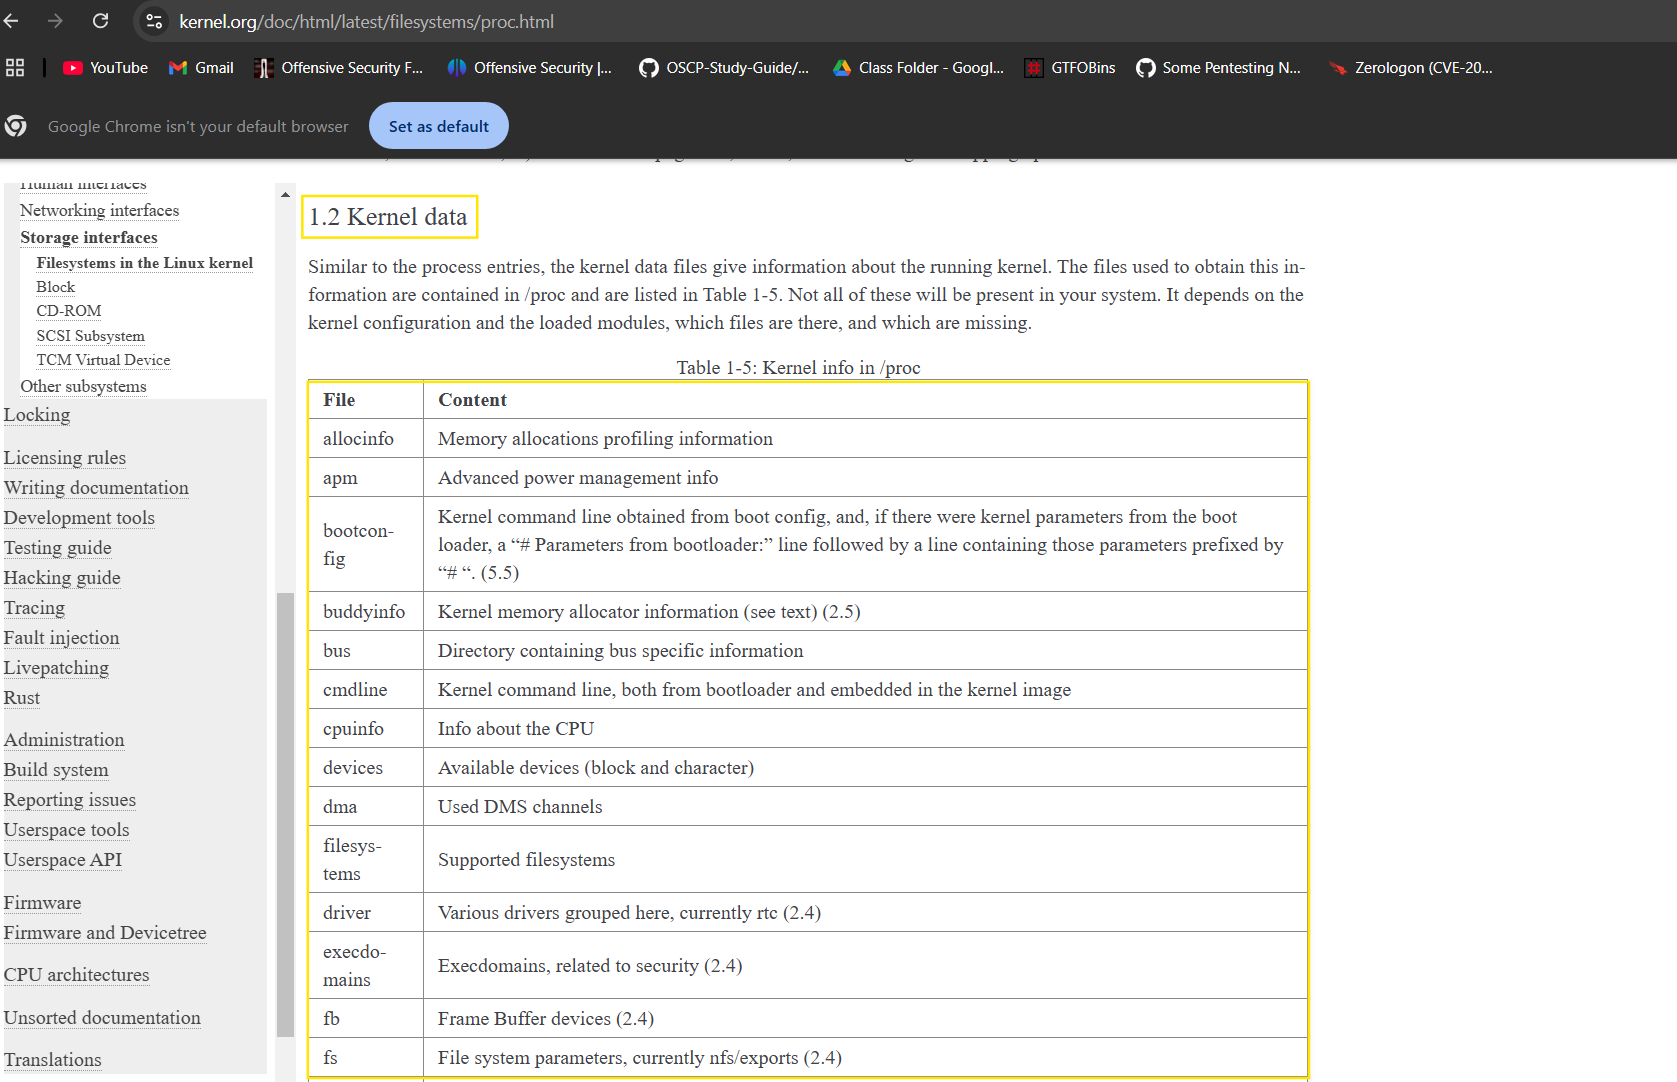 kernel.org/doc/html/latest/filesystems/proc.html
YouTube
Gmail
Offensive Security F...
Offensive Security |...
OSCP-Study-Guide/...
Class Folder - Googl...
GTFOBins
Some Pentesting N...
Zerologon (CVE-20...
Google Chrome isn't your default browser
Set as default
Human interfaces
Networking interfaces
Storage interfaces
Filesystems in the Linux kernel
Block
CD-ROM
SCSI Subsystem
TCM Virtual Device
Other subsystems
Locking
Licensing rules
Writing documentation
Development tools
Testing guide
Hacking guide
Tracing
Fault injection
Livepatching
Rust
Administration
Build system
Reporting issues
Userspace tools
Userspace API
Firmware
Firmware and Devicetree
CPU architectures
Unsorted documentation
Translations
1.2 Kernel data
Similar to the process entries, the kernel data files give information about the running kernel. The files used to obtain this in-
formation are contained in /proc and are listed in Table 1-5. Not all of these will be present in your system. It depends on the
kernel configuration and the loaded modules, which files are there, and which are missing.
Table 1-5: Kernel info in /proc
File Content
allocinfo Memory allocations profiling information
apm Advanced power management info
bootcon-
fig
Kernel command line obtained from boot config, and, if there were kernel parameters from the boot
loader, a “# Parameters from bootloader:” line followed by a line containing those parameters prefixed by
“# “. (5.5)
buddyinfo Kernel memory allocator information (see text) (2.5)
bus Directory containing bus specific information
cmdline Kernel command line, both from bootloader and embedded in the kernel image
cpuinfo Info about the CPU
devices Available devices (block and character)
dma Used DMS channels
filesys-
tems
Supported filesystems
driver Various drivers grouped here, currently rtc (2.4)
execdo-
mains
Execdomains, related to security (2.4)
fb Frame Buffer devices (2.4)
fs File system parameters, currently nfs/exports (2.4)